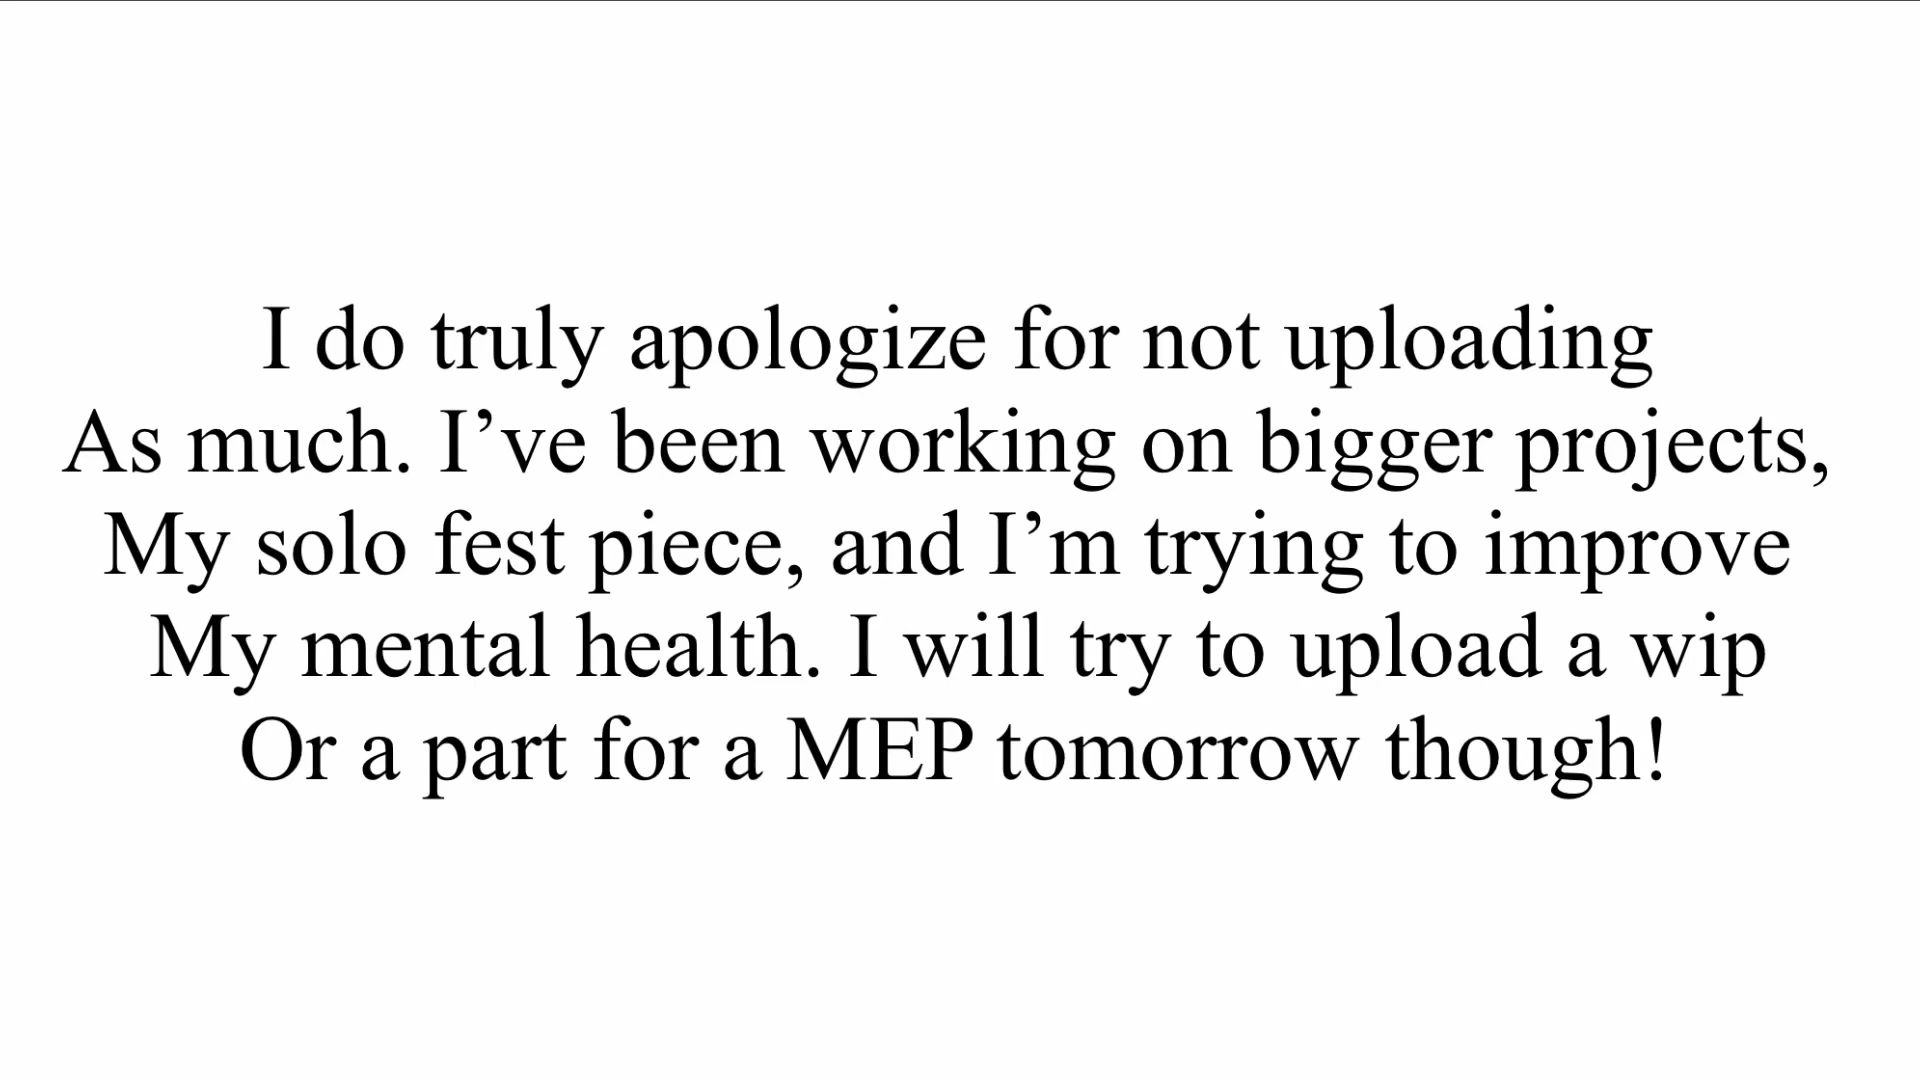 I do truly apologize for not uploading
As much. I’ve been working on bigger projects,
My solo fest piece, and I’m trying to improve
My mental health. I will try to upload a wip
Or a part for a MEP tomorrow though!